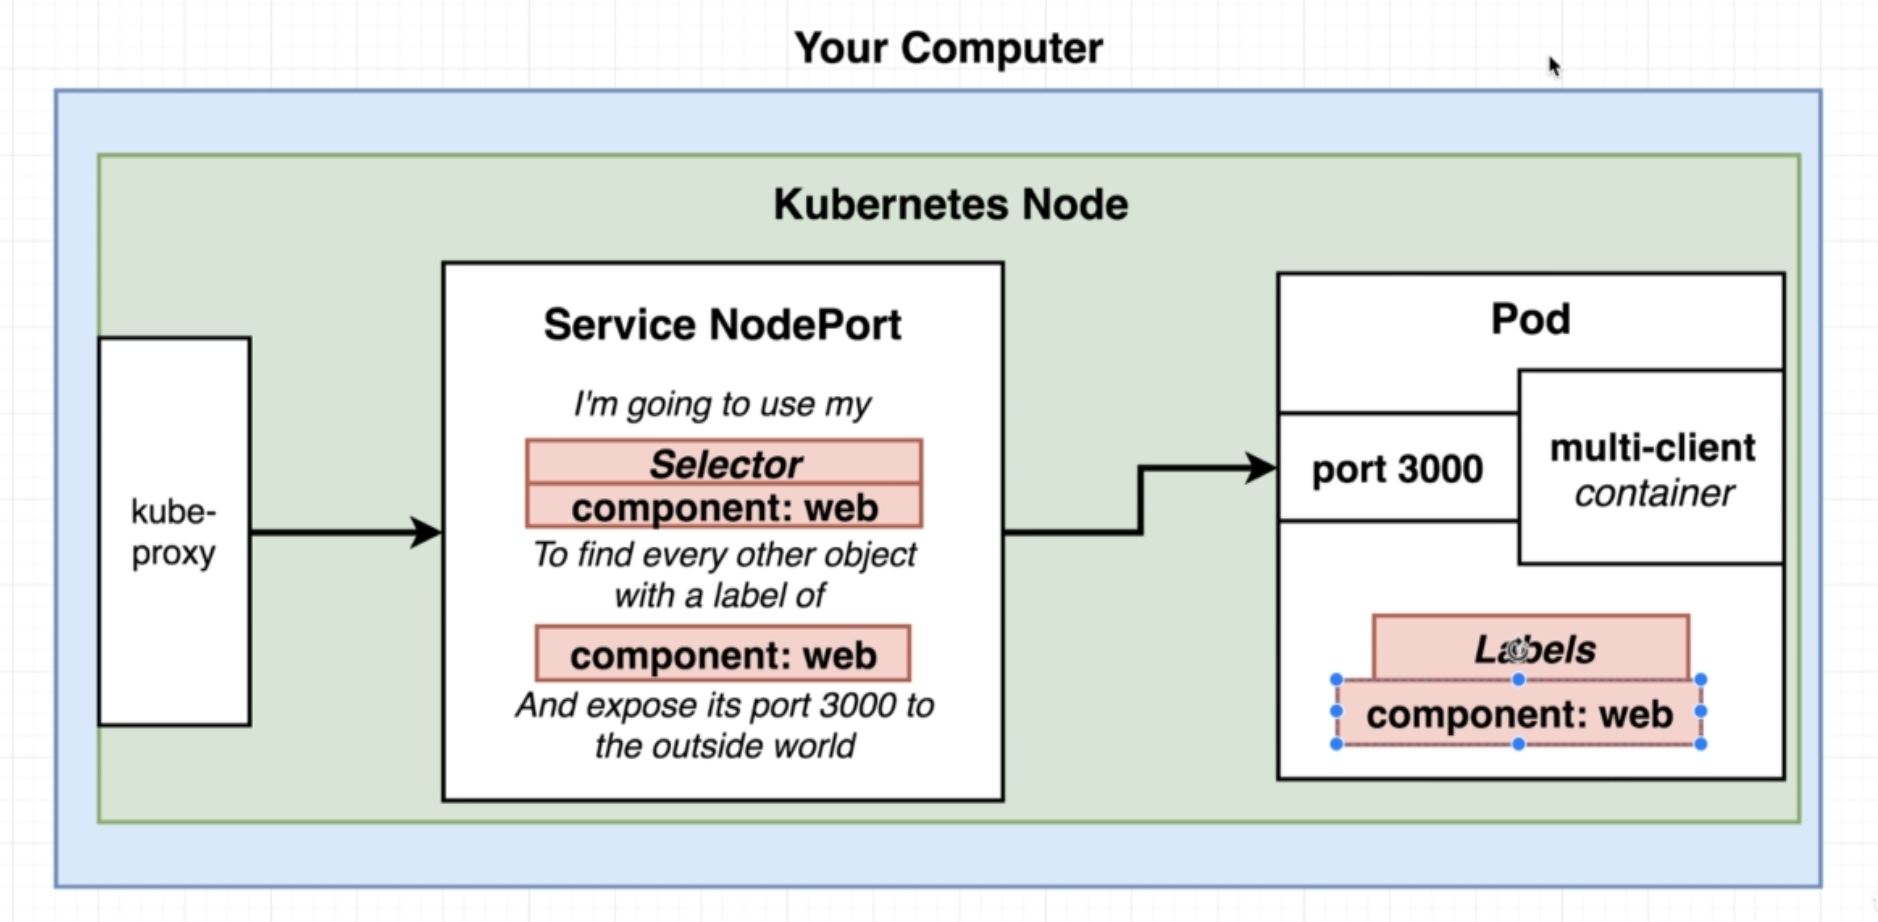 Your Computer
Kubernetes Node
kube-
proxy
Service NodePort
I'm going to use my
Selector
component: web
To find every other object
with a label of
component: web
And expose its port 3000 to
the outside world
Pod
port 3000
multi-client
container
Labels
component: web